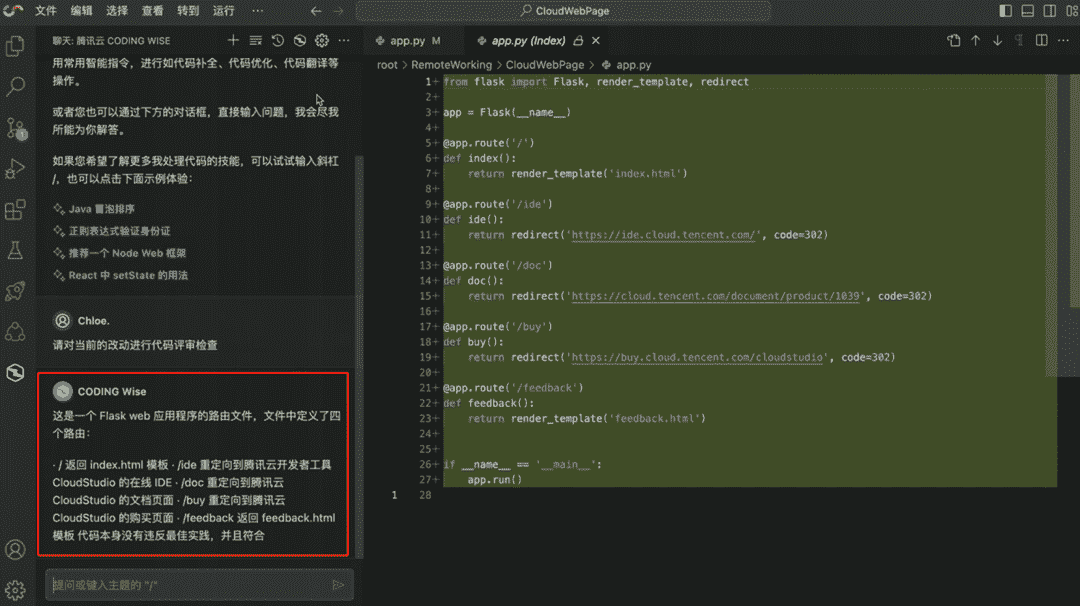 文件 编辑 选择 查看 转到 运行 ···
CloudWebPage
聊天: 腾讯云 CODING WISE
用常用智能指令，进行如代码补全、代码优化、代码翻译等
操作。
或者您也可以通过下方的对话框，直接输入问题，我会尽我
所能为你解答。
如果您希望了解更多我处理代码的技能，可以试试输入斜杠
/，也可以点击下面示例体验：
Java 冒泡排序
正则表达式验证身份证
推荐一个 Node Web 框架
React 中 setState 的用法
Chloe.
请对当前的改动进行代码评审检查
CODING Wise
这是一个 Flask web 应用程序的路由文件，文件中定义了四
个路由：
· / 返回 index.html 模板 · /ide 重定向到腾讯云开发者工具
CloudStudio 的在线 IDE · /doc 重定向到腾讯云
CloudStudio 的文档页面 · /buy 重定向到腾讯云
CloudStudio 的购买页面 · /feedback 返回 feedback.html
模板 代码本身没有违反最佳实践，并且符合
提问或键入主题的 "/"
1
app.py M
app.py (Index)
root > RemoteWorking > CloudWebPage > app.py
1+ from flask import Flask, render_template, redirect
2+
3+ app = Flask(__name__)
4+
5+ @app.route('/')
6+ def index():
7+ return render_template('index.html')
8+
9+ @app.route('/ide')
10+ def ide():
11+ return redirect('https://ide.cloud.tencent.com/', code=302)
12+
13+ @app.route('/doc')
14+ def doc():
15+ return redirect('https://cloud.tencent.com/document/product/1039', code=302)
16+
17+ @app.route('/buy')
18+ def buy():
19+ return redirect('https://buy.cloud.tencent.com/cloudstudio', code=302)
20+
21+ @app.route('/feedback')
22+ def feedback():
23+ return render_template('feedback.html')
24+
25+
26+ if __name__ == '__main__':
27+ app.run()
1 28